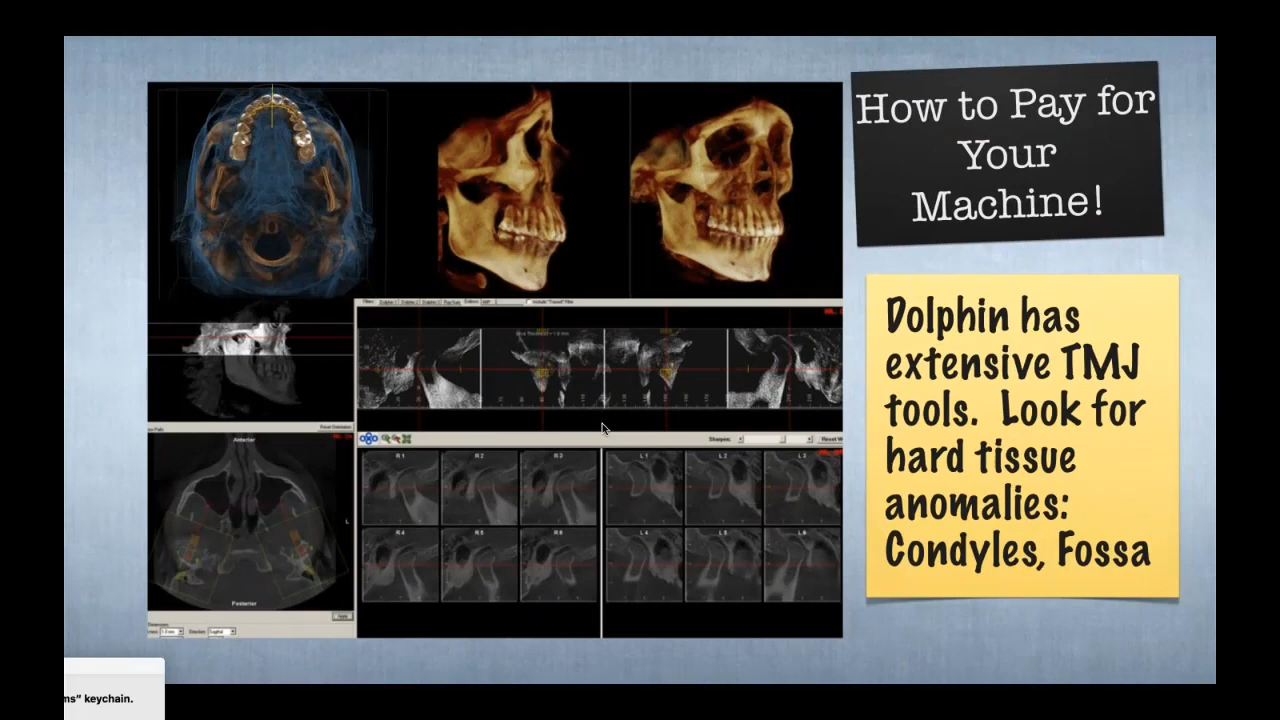 How to Pay for
Your
Machine!
Dolphin has
extensive TMJ
tools. Look for
hard tissue
anomalies:
Condyles, Fossa
Anterior
L
Posterior
Sharpen:
R 1
R 2
R 3
L 1
L 2
L 3
R 4
R 5
R 6
L 4
L 5
L 6
ms" keychain.